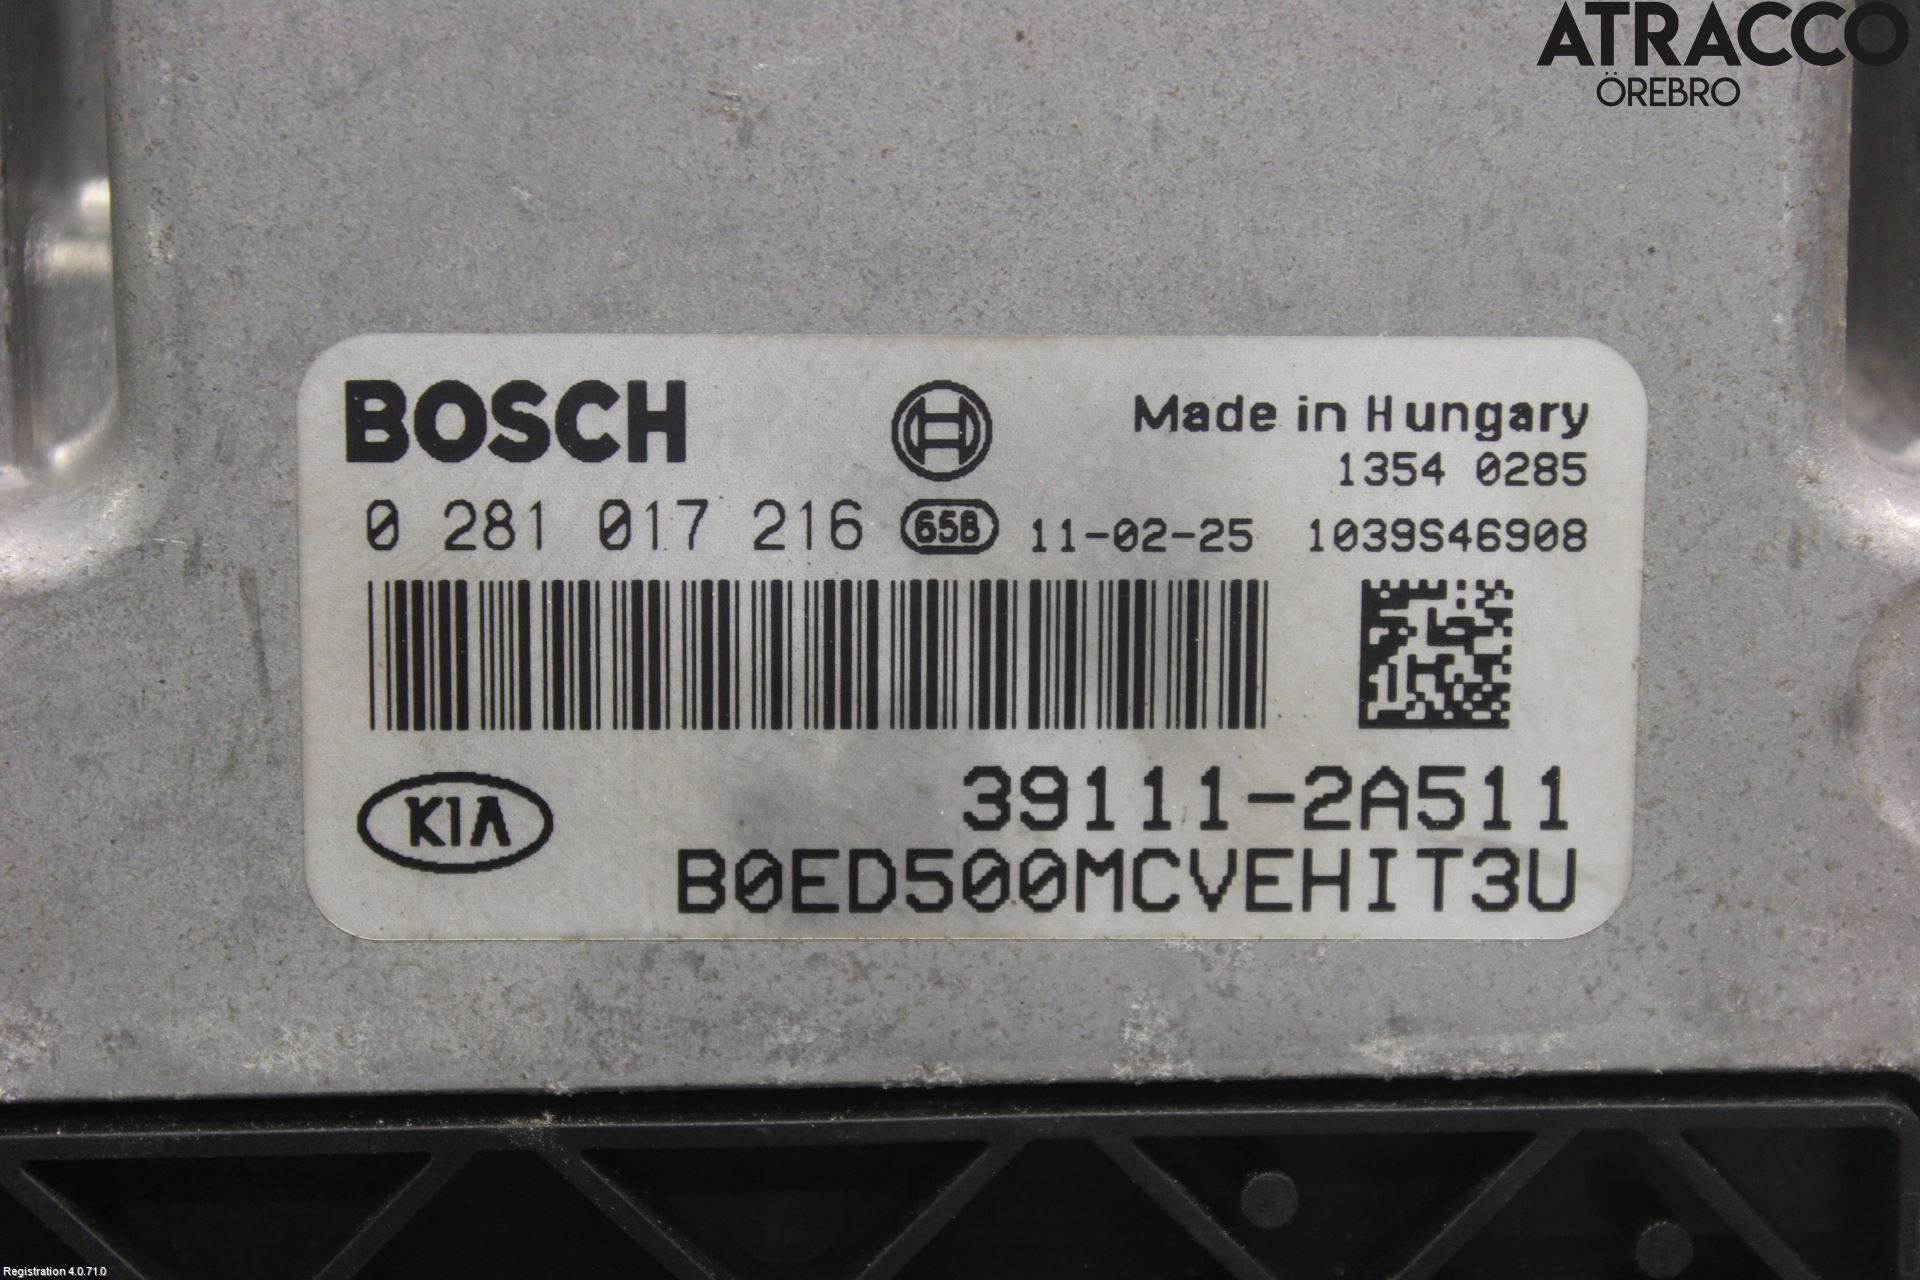 ATRACCO
ÖREBRO
BOSCH
Made in Hungary
1354 0285
0 281 017 216 658 11-02-25 1039S46908
KIA
39111-2A511
B0ED500MCVEHIT3U
Registration 4.0.71.0